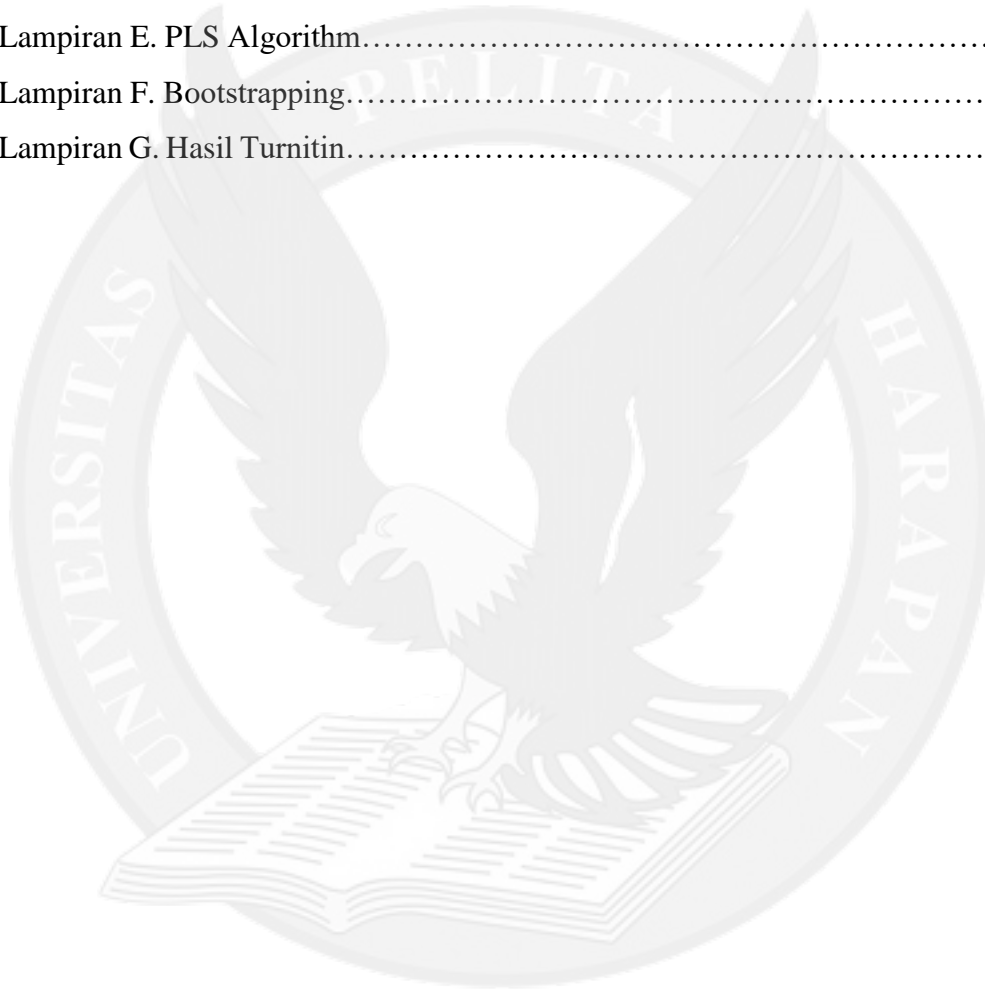 Lampiran E. PLS Algorithm……………………………………………………………
Lampiran F. Bootstrapping……………………………………………………………
Lampiran G. Hasil Turnitin……………………………………………………………
UNIVERSITAS PELITA HARAPAN